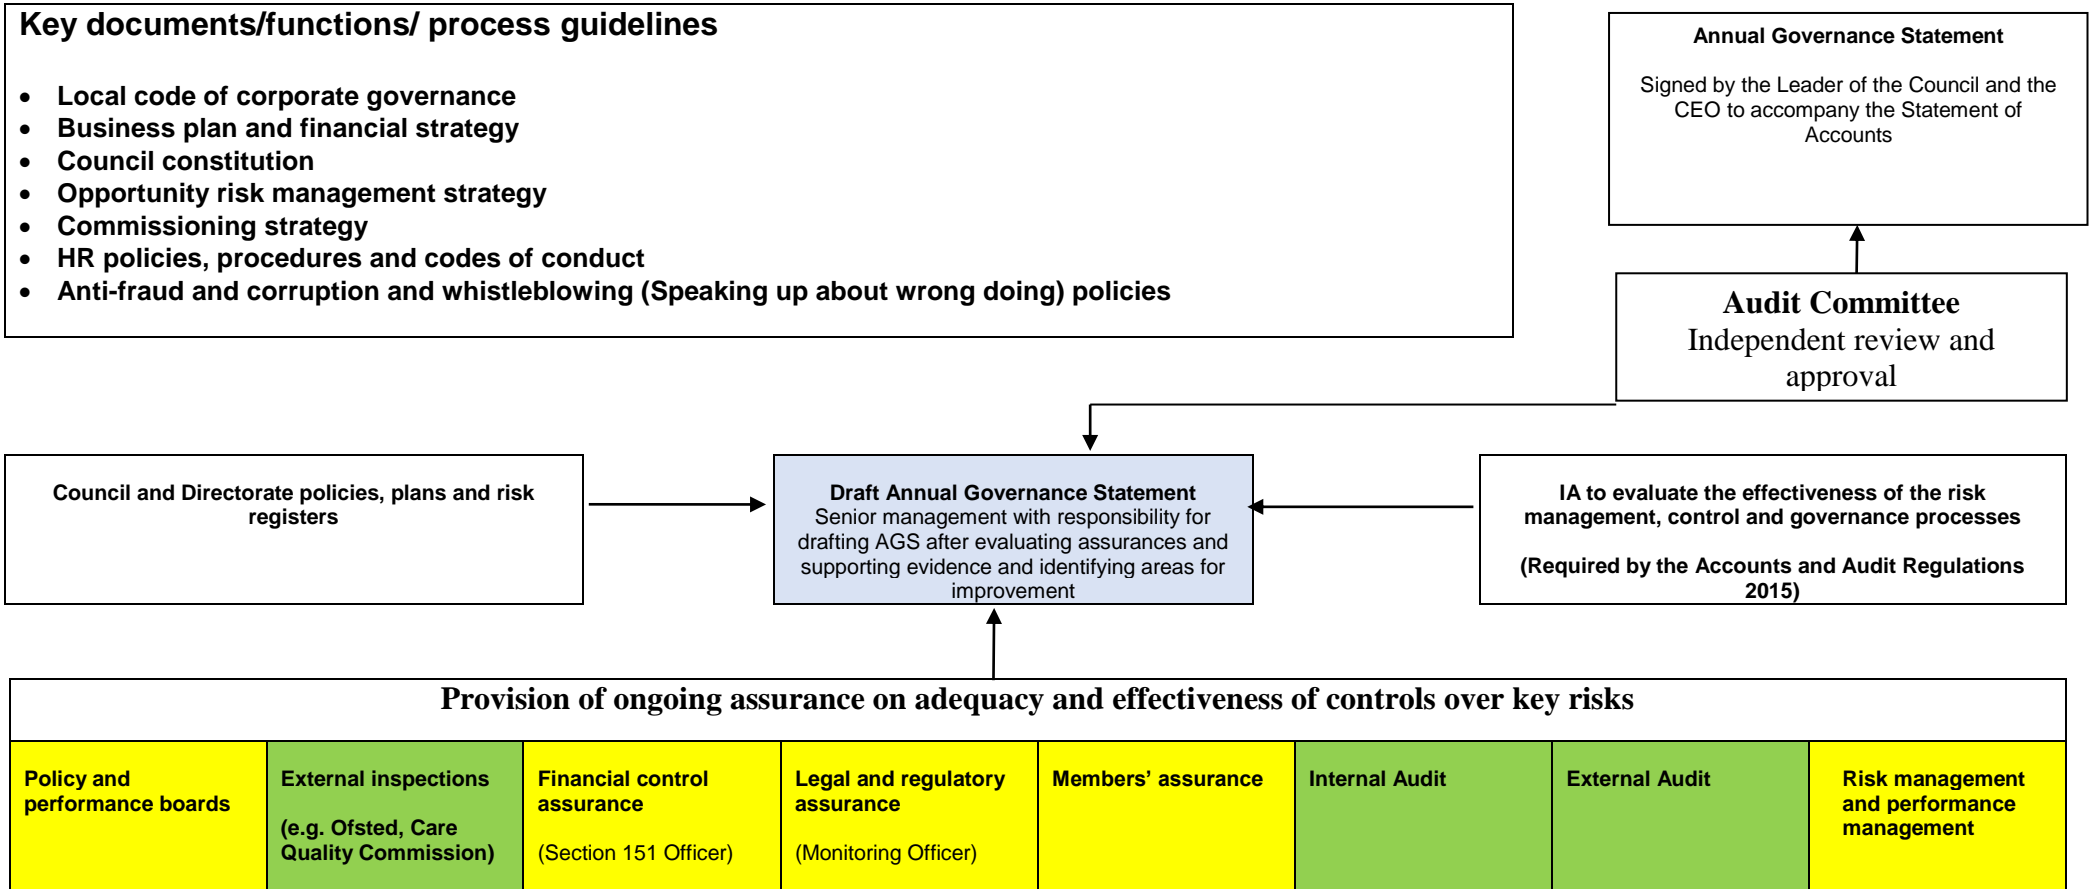 Key documents/functions/ process guidelines
• Local code of corporate governance
• Business plan and financial strategy
• Council constitution
• Opportunity risk management strategy
• Commissioning strategy
• HR policies, procedures and codes of conduct
• Anti-fraud and corruption and whistleblowing (Speaking up about wrong doing) policies
Annual Governance Statement
Signed by the Leader of the Council and the
CEO to accompany the Statement of
Accounts
Audit Committee
Independent review and
approval
Council and Directorate policies, plans and risk
registers
Draft Annual Governance Statement
Senior management with responsibility for
drafting AGS after evaluating assurances and
supporting evidence and identifying areas for
improvement
IA to evaluate the effectiveness of the risk
management, control and governance processes
(Required by the Accounts and Audit Regulations
2015)
Provision of ongoing assurance on adequacy and effectiveness of controls over key risks
Policy and
performance boards
External inspections
(e.g. Ofsted, Care
Quality Commission)
Financial control
assurance
(Section 151 Officer)
Legal and regulatory
assurance
(Monitoring Officer)
Members’ assurance
Internal Audit
External Audit
Risk management
and performance
management